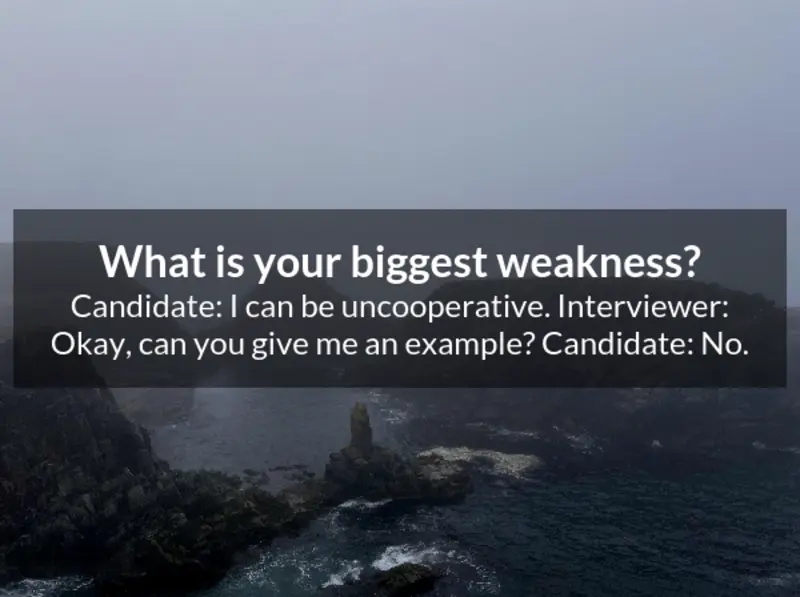 What is your biggest weakness?
Candidate: I can be uncooperative. Interviewer:
Okay, can you give me an example? Candidate: No.